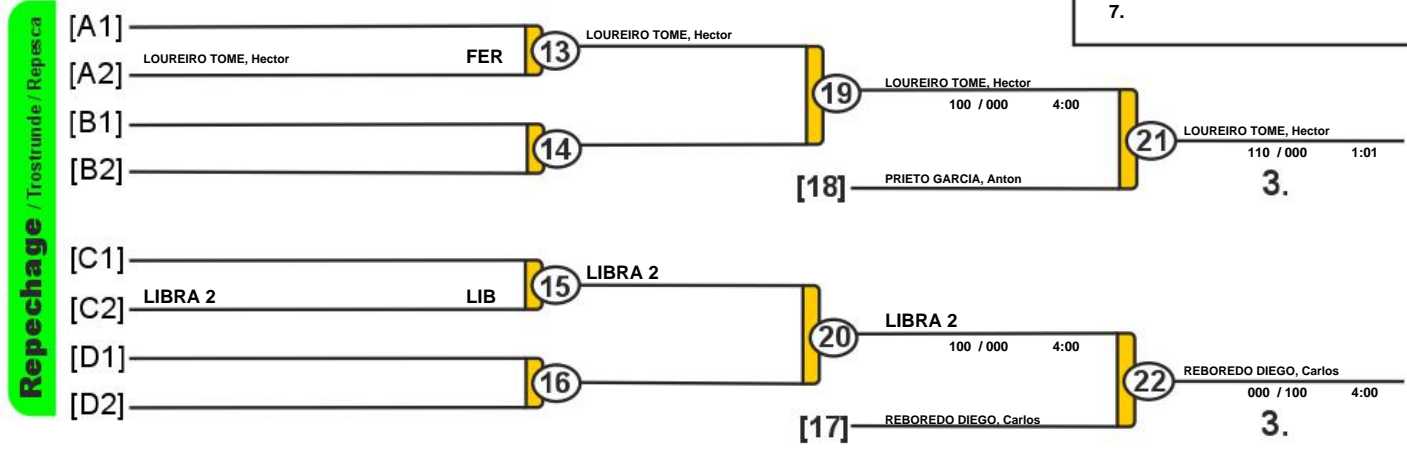 7.
Repechage / Trostrunde / Repesca
[A1]
LOUREIRO TOME, Hector FER
[A2]
13
LOUREIRO TOME, Hector
[B1]
[B2]
14
19
LOUREIRO TOME, Hector
100 / 000 4:00
[18]
PRIETO GARCIA, Anton
21
LOUREIRO TOME, Hector
110 / 000 1:01
3.
[C1]
LIBRA 2 LIB
[C2]
15
LIBRA 2
[D1]
[D2]
16
20
LIBRA 2
100 / 000 4:00
[17]
REBOREDO DIEGO, Carlos
22
REBOREDO DIEGO, Carlos
000 / 100 4:00
3.